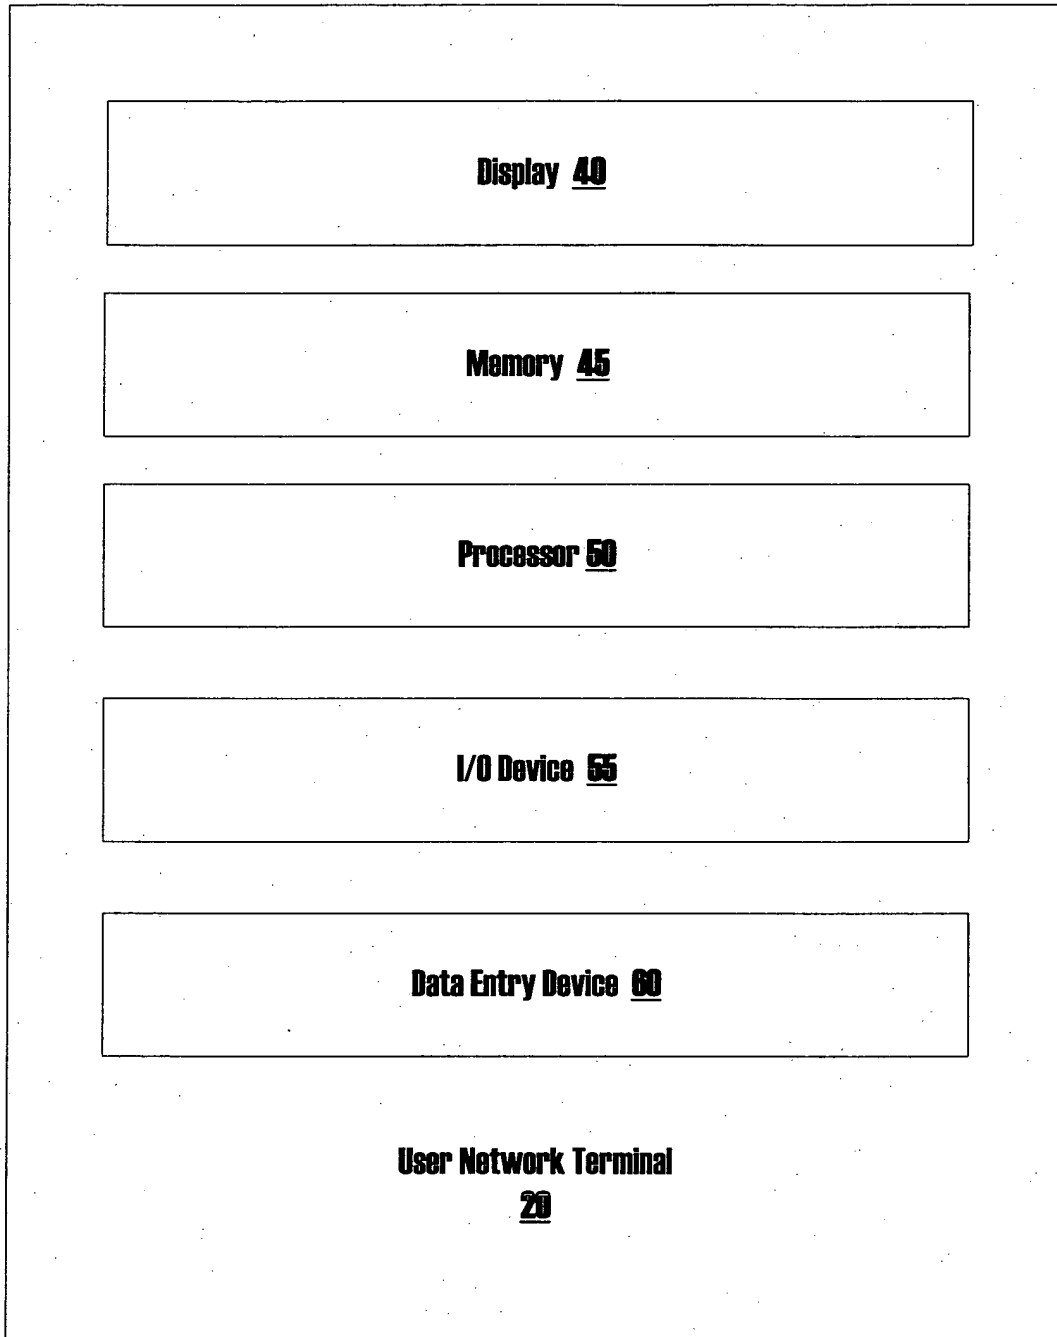 Display 40
Memory 45
Processor 50
I/O Device 55
Data Entry Device 60
User Network Terminal
20